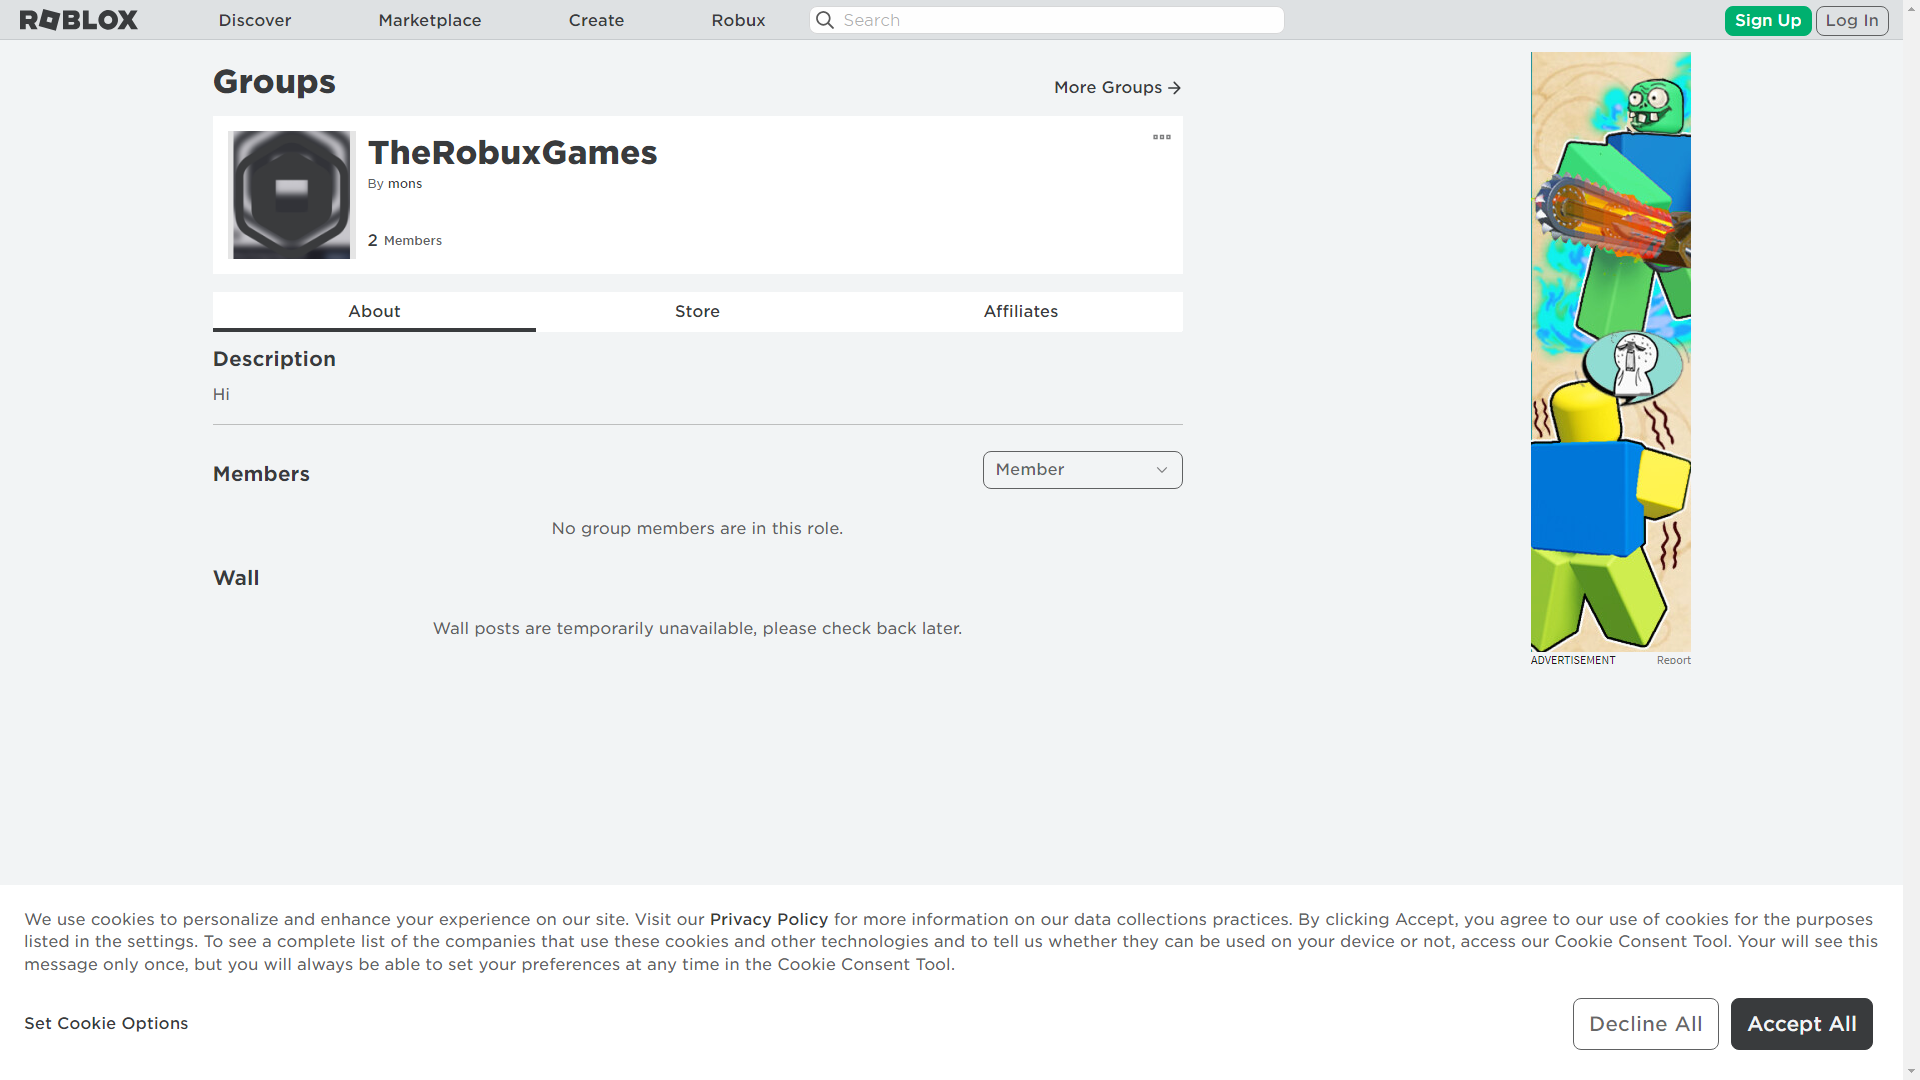 ROBLOX
Discover
Marketplace
Create
Robux
Search
Sign Up
Log In
Groups
More Groups
TheRobuxGames
By mons
2 Members
About
Store
Affiliates
Description
Hi
Members
Member
No group members are in this role.
Wall
Wall posts are temporarily unavailable, please check back later.
ADVERTISEMENT
Report
We use cookies to personalize and enhance your experience on our site. Visit our Privacy Policy for more information on our data collections practices. By clicking Accept, you agree to our use of cookies for the purposes
listed in the settings. To see a complete list of the companies that use these cookies and other technologies and to tell us whether they can be used on your device or not, access our Cookie Consent Tool. Your will see this
message only once, but you will always be able to set your preferences at any time in the Cookie Consent Tool.
Set Cookie Options
Decline All
Accept All